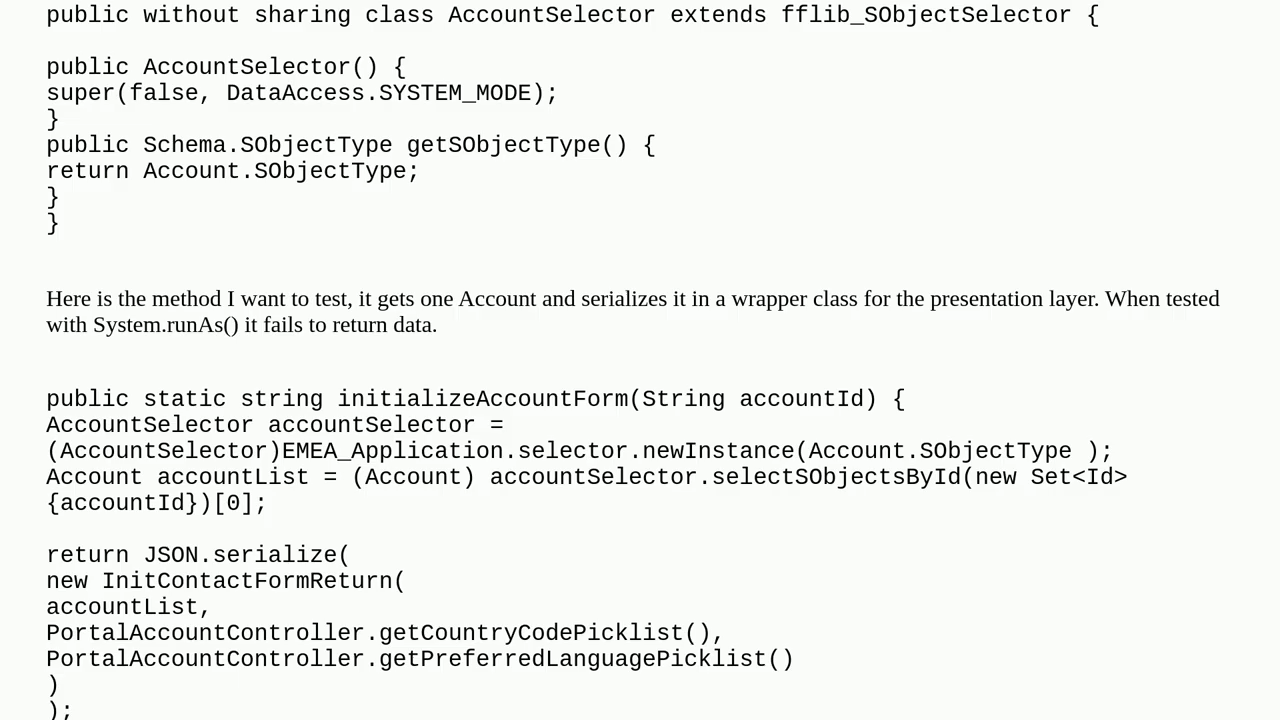 public without sharing class AccountSelector extends fflib_SObjectSelector {
public AccountSelector() {
super(false, DataAccess.SYSTEM_MODE);
}
public Schema.SObjectType getSObjectType() {
return Account.SObjectType;
}
}
Here is the method I want to test, it gets one Account and serializes it in a wrapper class for the presentation layer. When tested
with System.runAs() it fails to return data.
public static string initializeAccountForm(String accountId) {
AccountSelector accountSelector =
(AccountSelector)EMEA_Application.selector.newInstance(Account.SObjectType );
Account accountList = (Account) accountSelector.selectSObjectsById(new Set<Id>
{accountId})[0];
return JSON.serialize(
new InitContactFormReturn(
accountList,
PortalAccountController.getCountryCodePicklist(),
PortalAccountController.getPreferredLanguagePicklist()
)
);